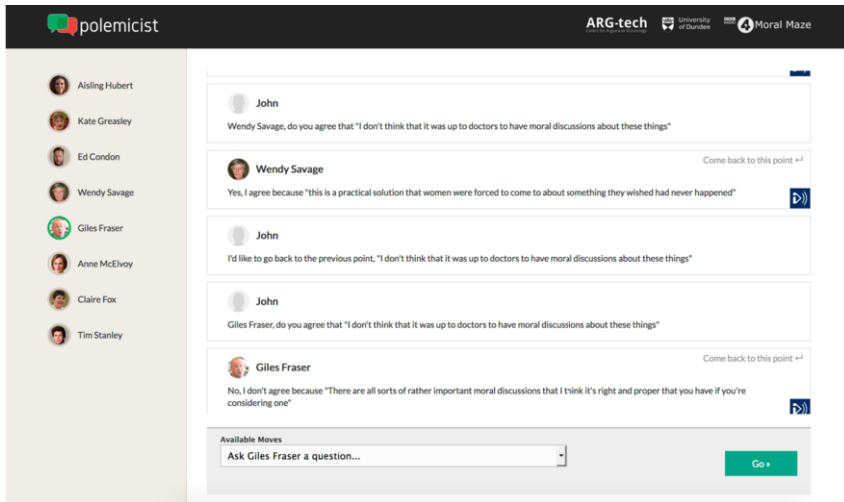 polemicist
ARG-tech
Centre for Argument Technology
University
of Dundee
BBC
RADIO
4 Moral Maze
Aisling Hubert
Kate Greasley
Ed Condon
Wendy Savage
Giles Fraser
Anne McElvoy
Claire Fox
Tim Stanley
John
Wendy Savage, do you agree that "I don't think that it was up to doctors to have moral discussions about these things"
Come back to this point ↵
Wendy Savage
Yes, I agree because "this is a practical solution that women were forced to come to about something they wished had never happened"
John
I'd like to go back to the previous point, "I don't think that it was up to doctors to have moral discussions about these things"
John
Giles Fraser, do you agree that "I don't think that it was up to doctors to have moral discussions about these things"
Come back to this point ↵
Giles Fraser
No, I don't agree because "There are all sorts of rather important moral discussions that I think it's right and proper that you have if you're
considering one"
Available Moves
Ask Giles Fraser a question...
Go »